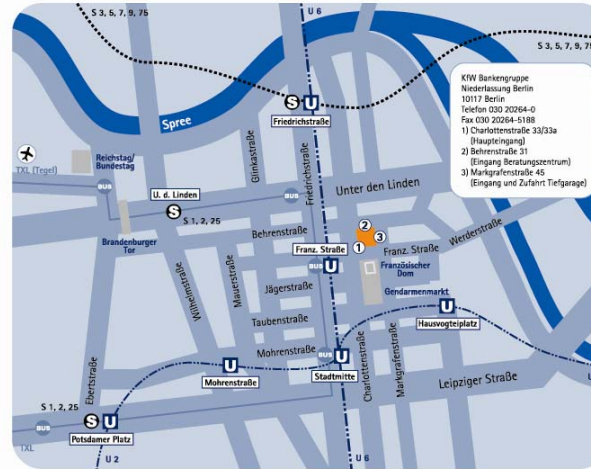 S 3, 5, 7, 9, 75
U 6
S 3, 5, 7, 9, 75
KfW Bankengruppe
Niederlassung Berlin
10117 Berlin
Telefon 030 20264-0
Fax 030 20264-5188
1) Charlottenstraße 33/33a
(Haupteingang)
2) Behrenstraße 31
(Eingang Beratungszentrum)
3) Markgrafenstraße 45
(Eingang und Zufahrt Tiefgarage)
S U
Friedrichstraße
Spree
Reichstag/
Bundestag
TXL (Tegel)
Glinkastraße
Friedrichstraße
BUS
U. d. Linden
BUS
Unter den Linden
S
S 1, 2, 25
Brandenburger
Tor
Behrenstraße
2
3
1
Franz. Straße
Werderstraße
Franz. Straße
BUS U
Französischer
Dom
Wilhelmstraße
Mauerstraße
Jägerstraße
Gendarmenmarkt
Taubenstraße
U
Hausvogteiplatz
Mohrenstraße
BUS U
Stadtmitte
U
Mohrenstraße
Charlottenstraße
Markgrafenstraße
Leipziger Straße
Ebertstraße
S 1, 2, 25
BUS
S U
Potsdamer Platz
TXL
U 2
U 6